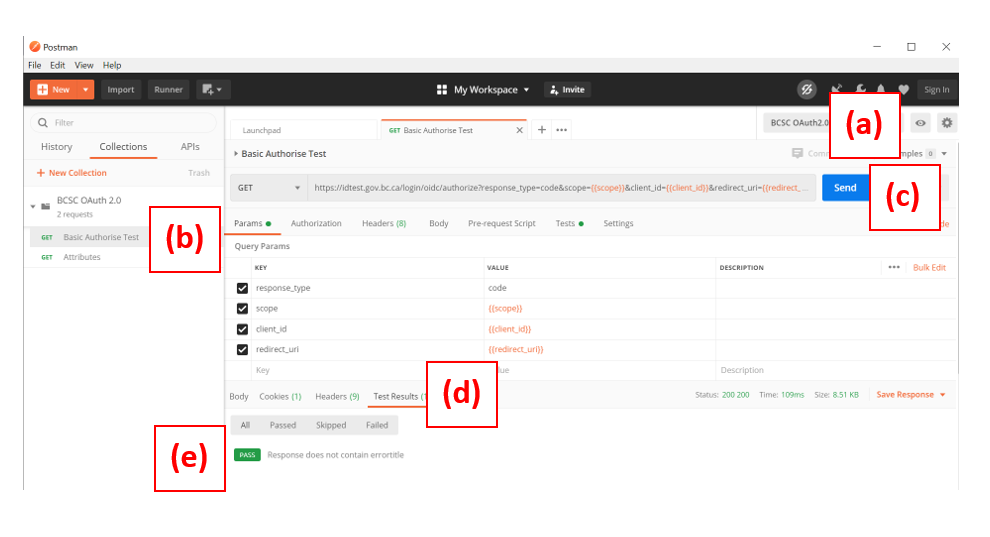 Postman
File Edit View Help
New Import Runner My Workspace Invite Sign In
Filter
Launchpad GET Basic Authorise Test BCSC OAuth2.0 (a)
History Collections APIs
Basic Authorise Test 0
+ New Collection Trash
GET https://idtest.gov.bc.ca/login/oidc/authorize?response_type=code&scope={{scope}}&client_id={{client_id}}&redirect_uri={{redirect_... Send (c)
BCSC OAuth 2.0
2 requests
Params Authorization Headers (8) Body Pre-request Script Tests Settings
GET Basic Authorise Test (b)
Query Params
GET Attributes
KEY VALUE DESCRIPTION Bulk Edit
response_type code
scope {{scope}}
client_id {{client_id}}
redirect_uri {{redirect_uri}}
Key Description
Body Cookies (1) Headers (9) Test Results (d) Status: 200 200 Time: 109ms Size: 8.51 KB Save Response
All Passed Skipped Failed
(e) PASS Response does not contain errortitle